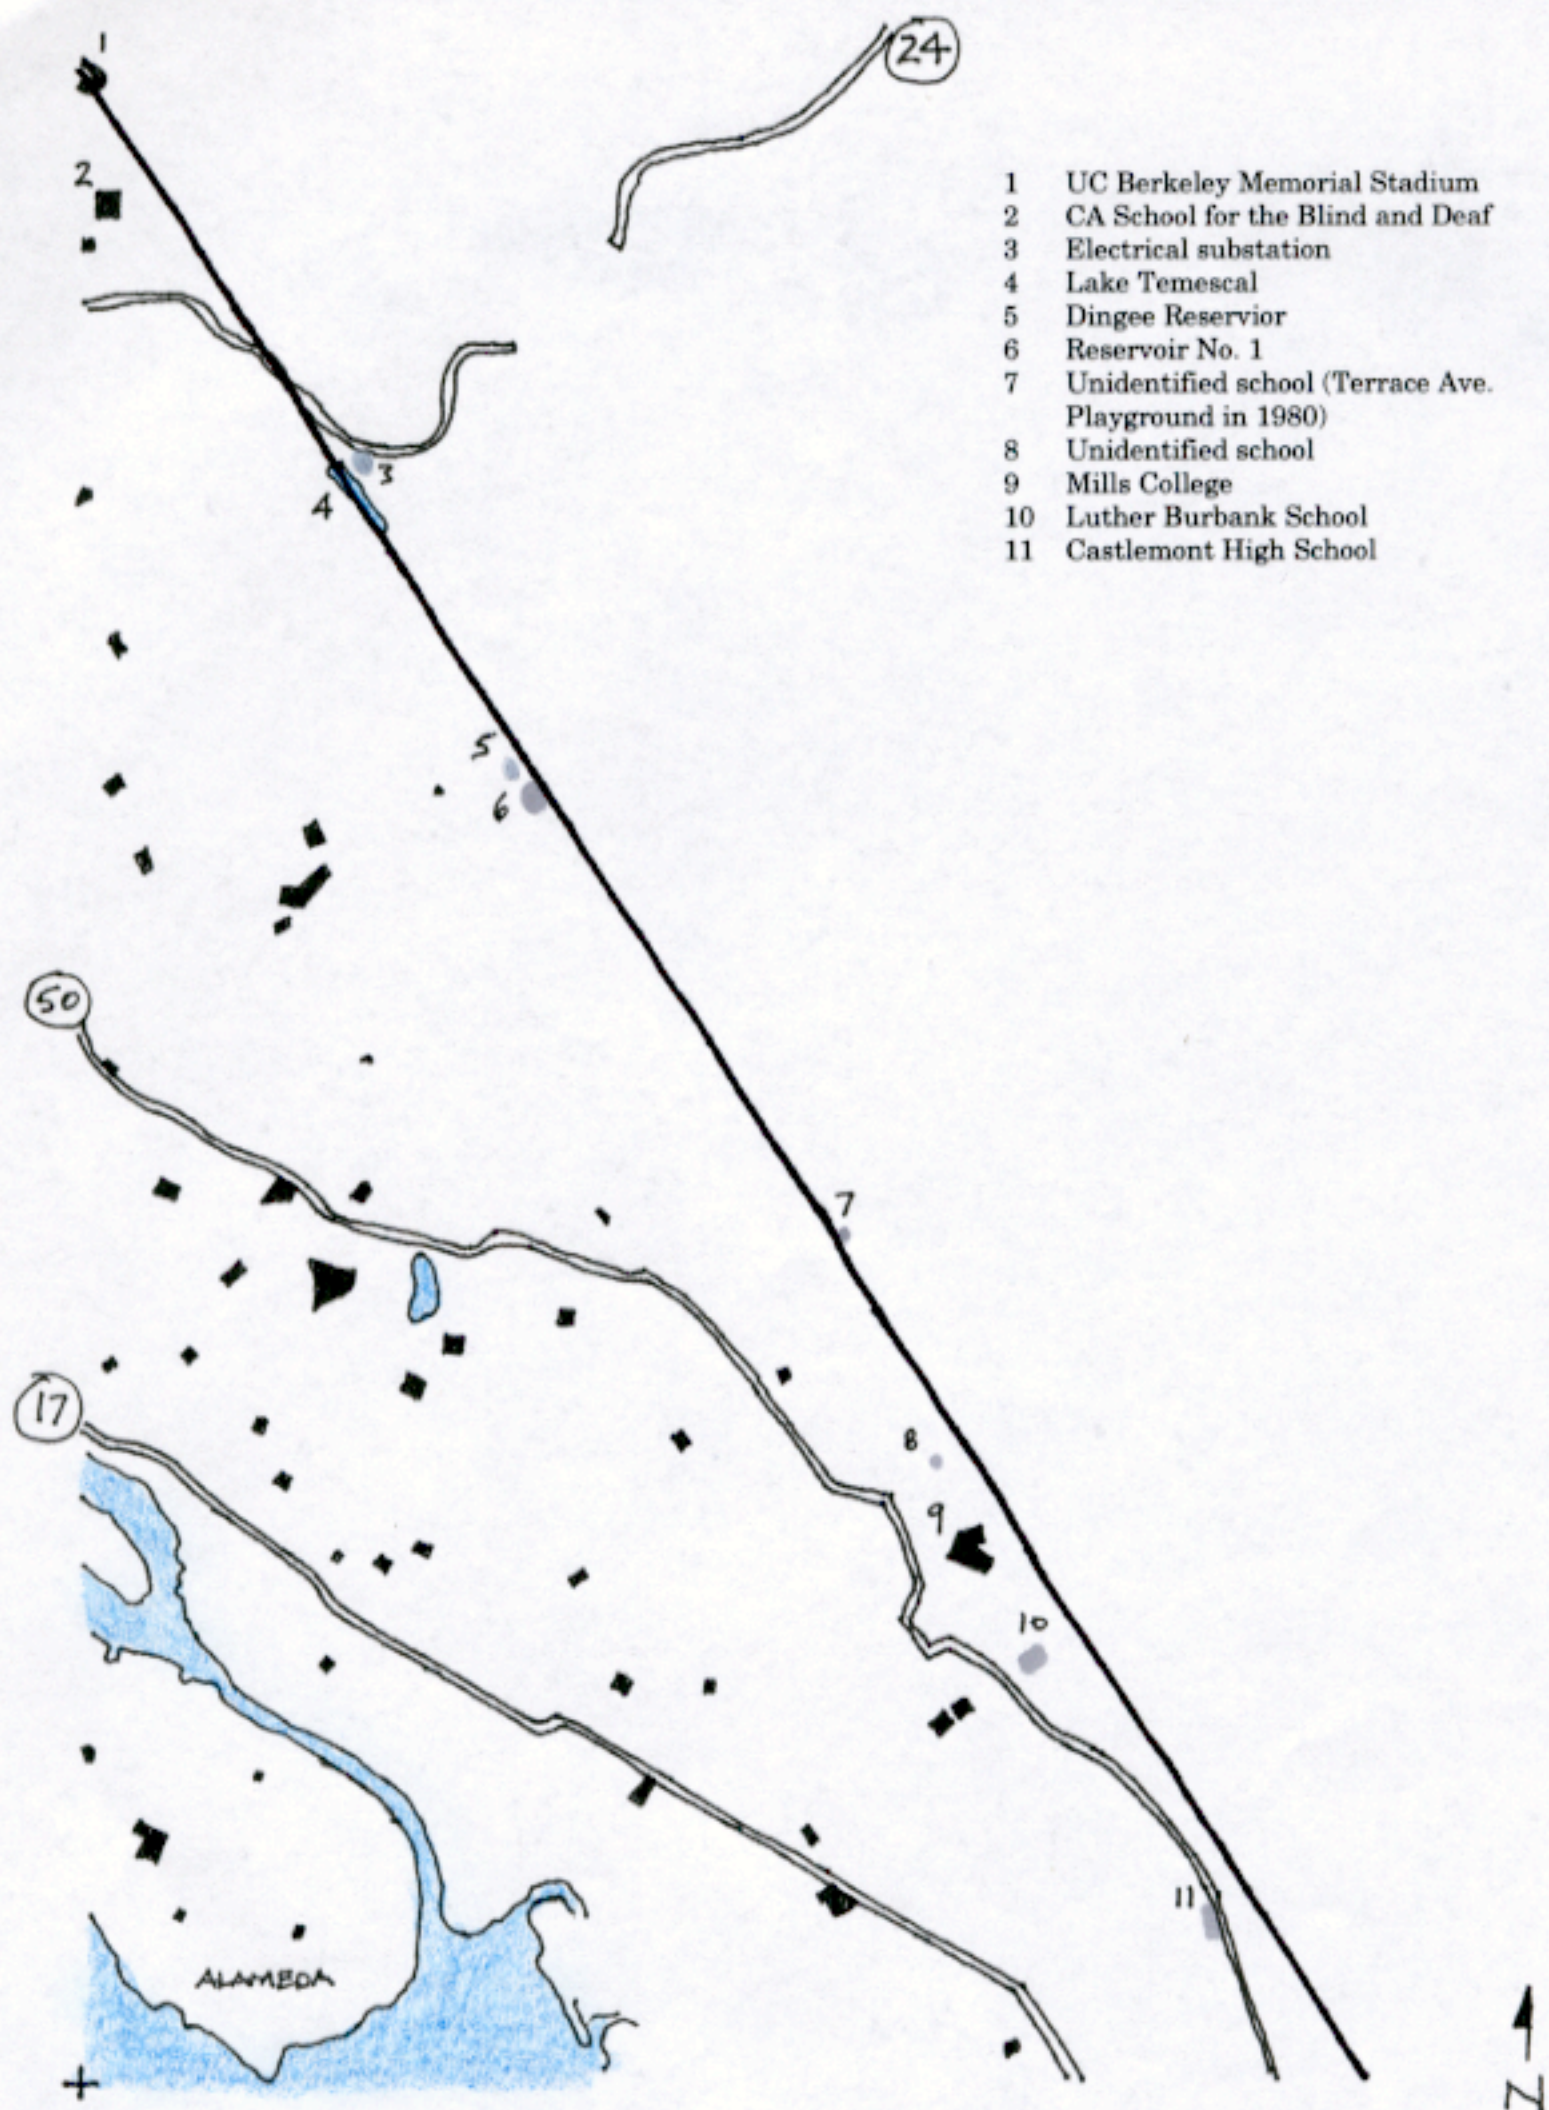 1
24
2
1 UC Berkeley Memorial Stadium
2 CA School for the Blind and Deaf
3 Electrical substation
4 Lake Temescal
5 Dingee Reservior
6 Reservoir No. 1
7 Unidentified school (Terrace Ave.
Playground in 1980)
8 Unidentified school
9 Mills College
10 Luther Burbank School
11 Castlemont High School
3
4
5
6
50
7
17
8
9
10
11
ALAMEDA
N